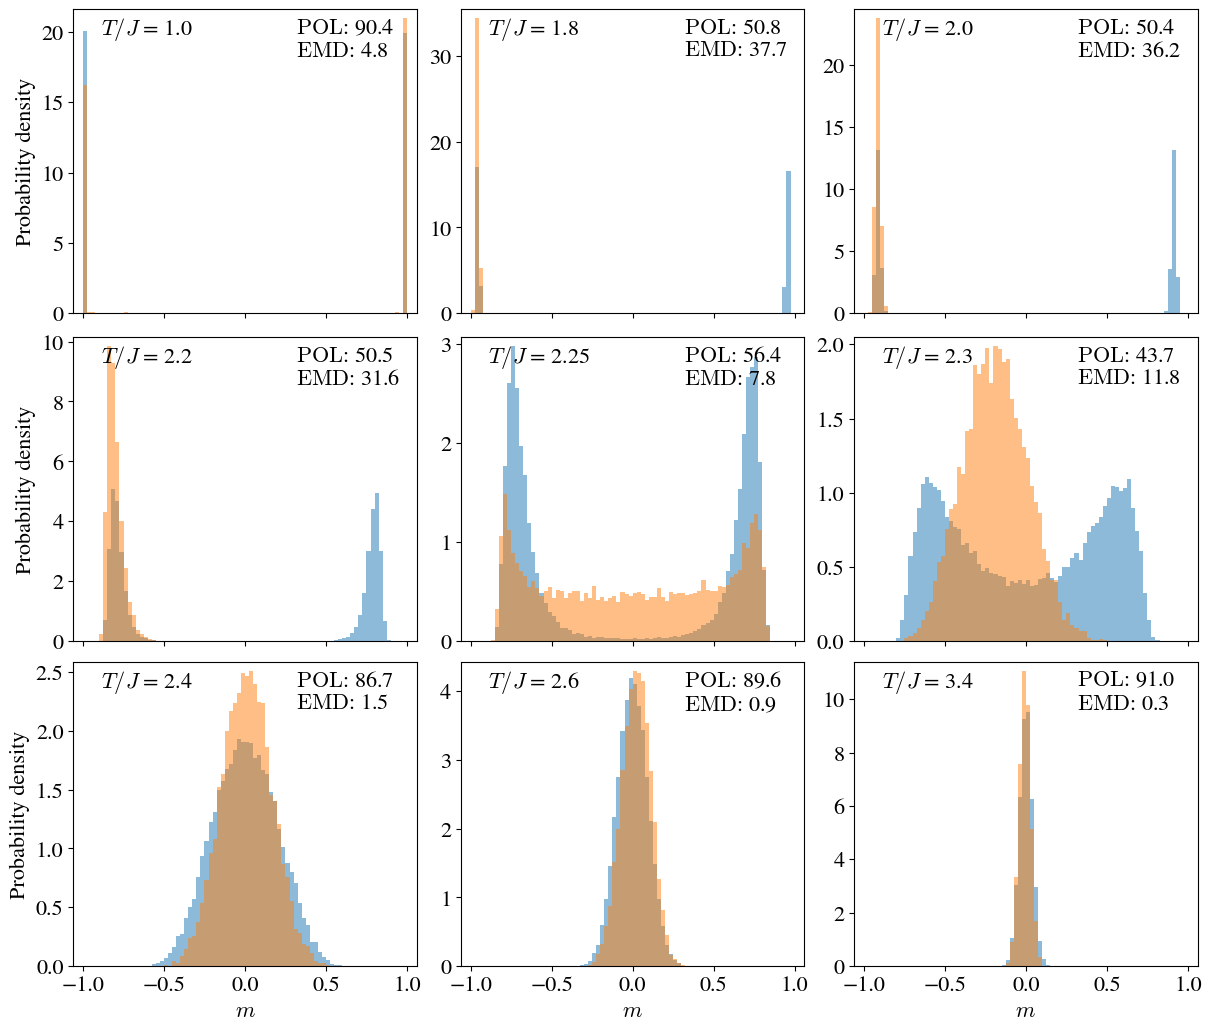 T/J = 1.0
POL: 90.4
EMD: 4.8
20
15
10
5
0
Probability density
T/J = 1.8
POL: 50.8
EMD: 37.7
30
20
10
0
T/J = 2.0
POL: 50.4
EMD: 36.2
20
15
10
5
0
T/J = 2.2
POL: 50.5
EMD: 31.6
10
8
6
4
2
0
Probability density
T/J = 2.25
POL: 56.4
EMD: 7.8
3
2
1
0
T/J = 2.3
POL: 43.7
EMD: 11.8
2.0
1.5
1.0
0.5
0.0
T/J = 2.4
POL: 86.7
EMD: 1.5
2.5
2.0
1.5
1.0
0.5
0.0
Probability density
−1.0 −0.5 0.0 0.5 1.0
m
T/J = 2.6
POL: 89.6
EMD: 0.9
4
3
2
1
0
−1.0 −0.5 0.0 0.5 1.0
m
T/J = 3.4
POL: 91.0
EMD: 0.3
10
8
6
4
2
0
−1.0 −0.5 0.0 0.5 1.0
m